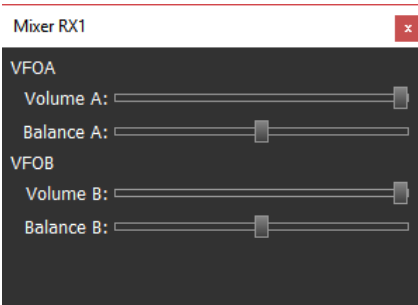 Mixer RX1
x
VFOA
Volume A:
Balance A:
VFOB
Volume B:
Balance B: